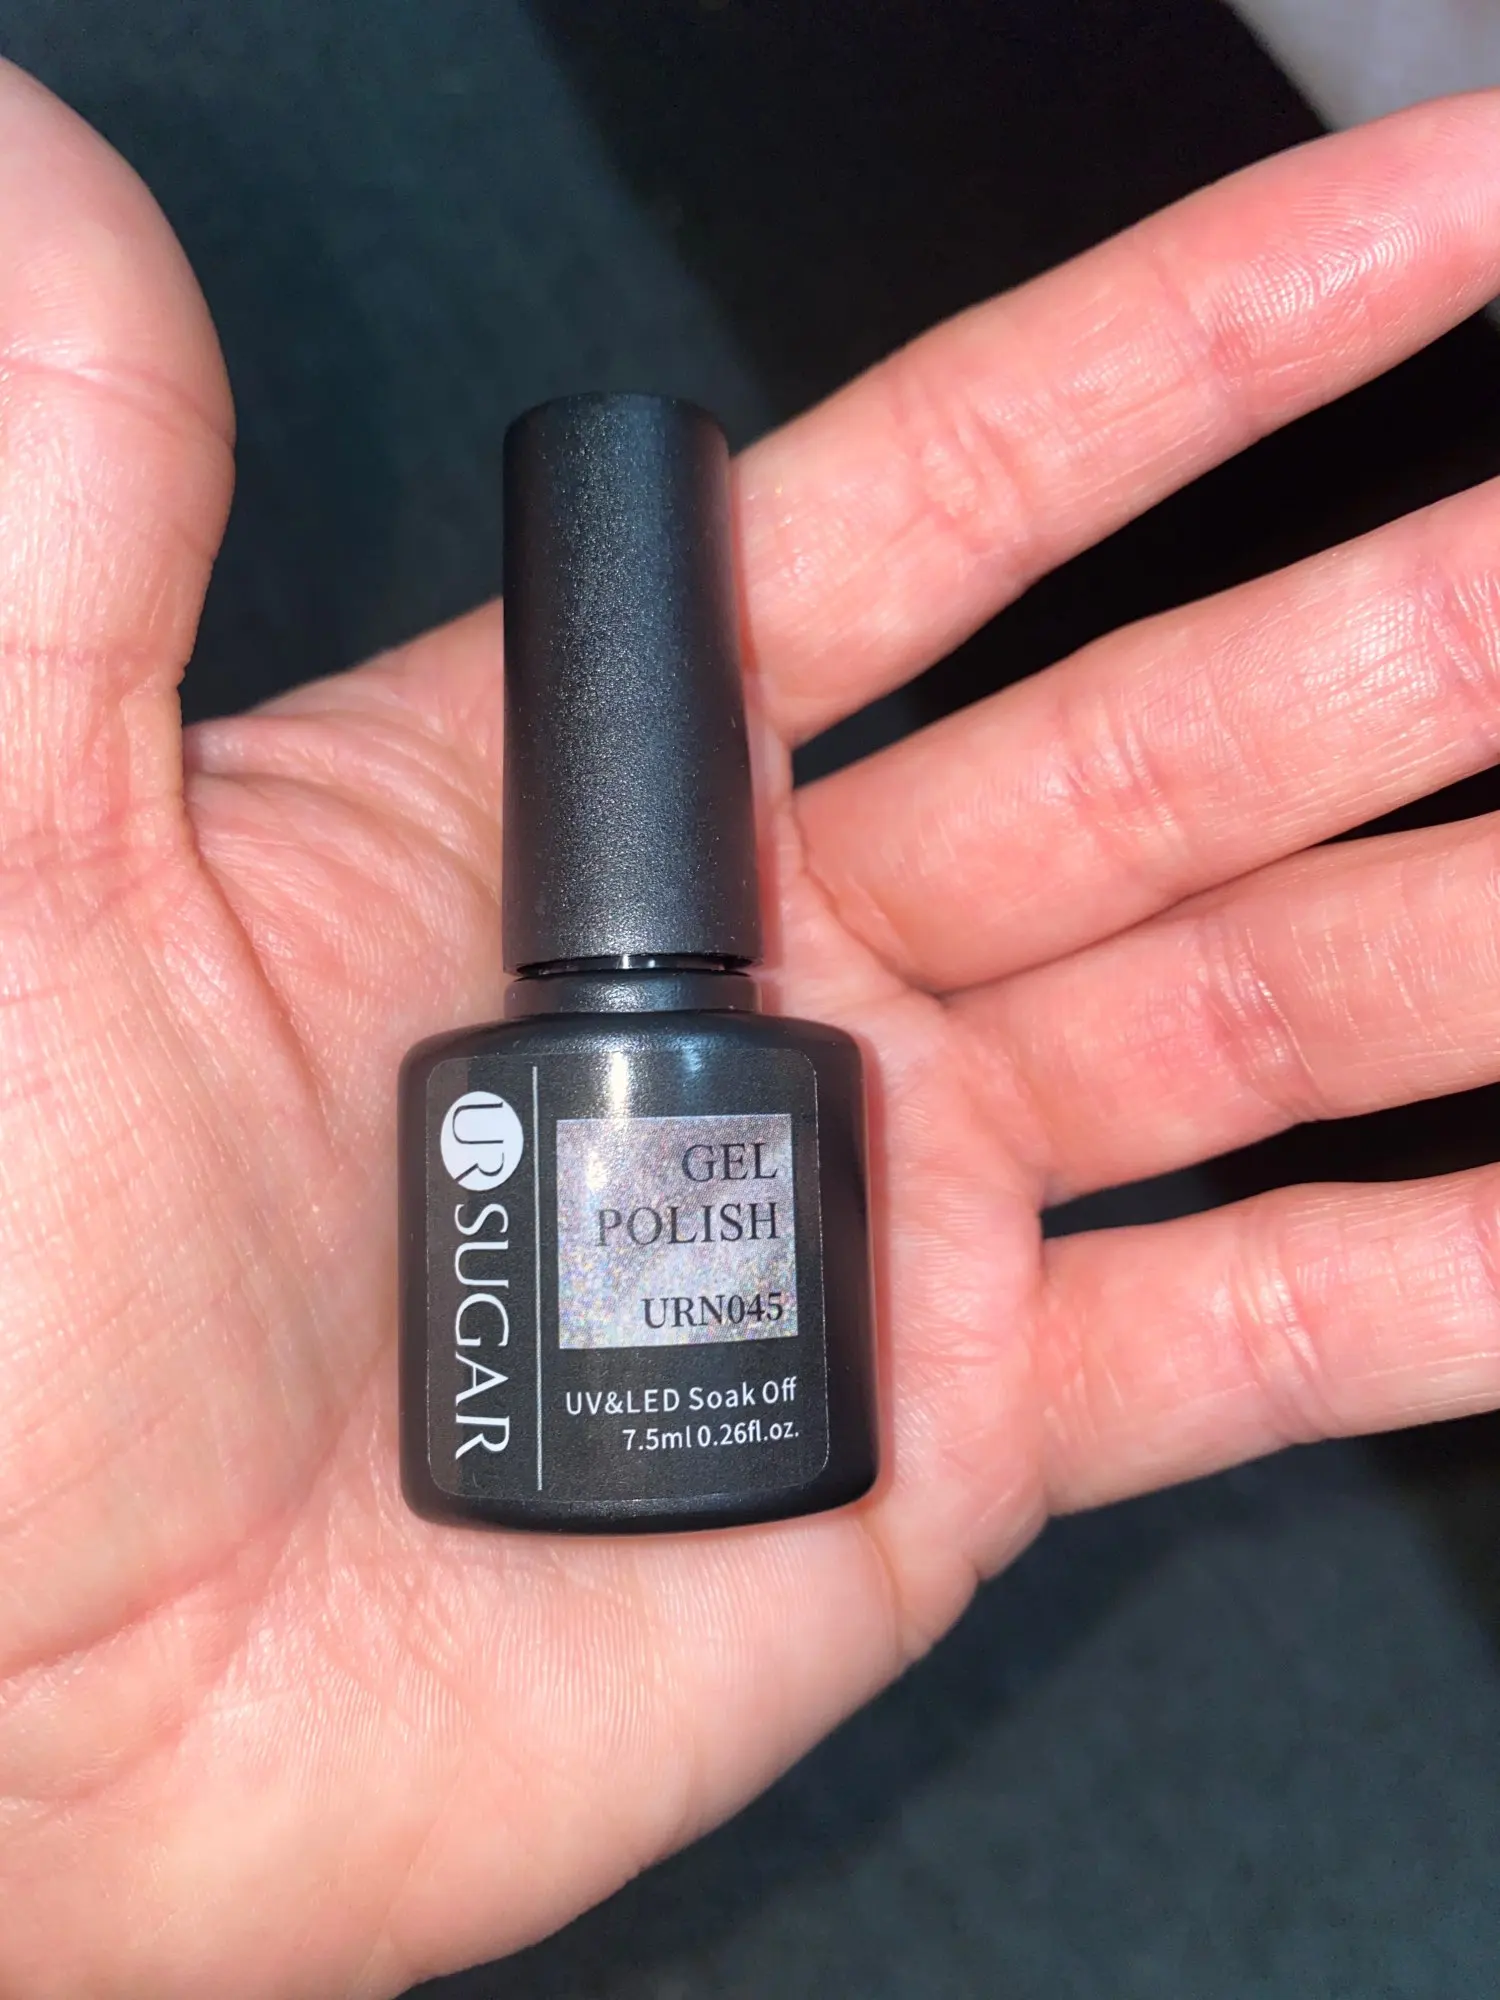 UR SUGAR
GEL
POLISH
URN045
UV&LED Soak Off
7.5ml 0.26fl.oz.